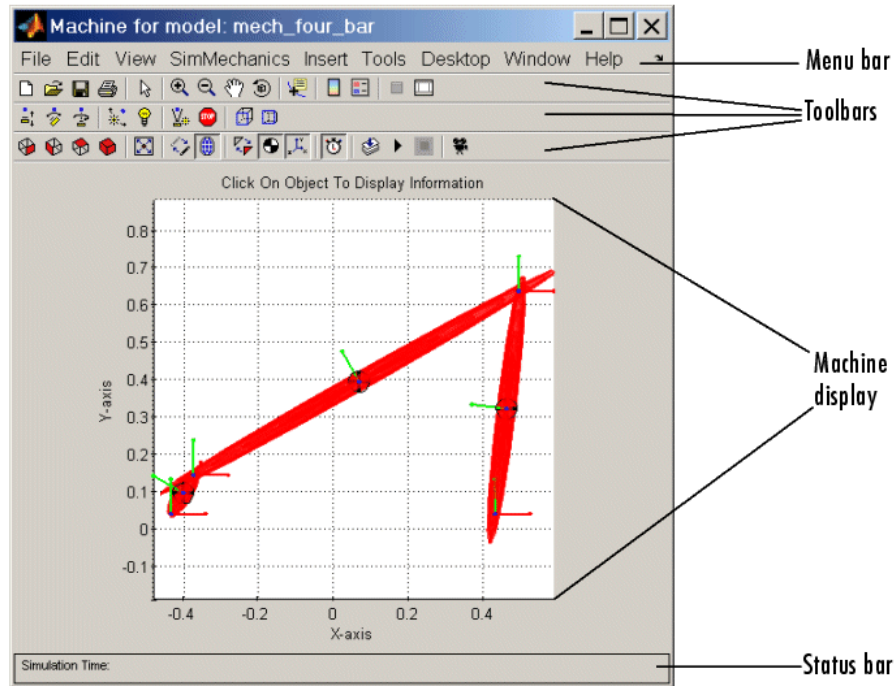 Machine for model: mech_four_bar
File Edit View SimMechanics Insert Tools Desktop Window Help
Menu bar
Toolbars
STOP
Click On Object To Display Information
0.8
0.7
0.6
0.5
0.4
0.3
0.2
0.1
0
-0.1
Y-axis
-0.4 -0.2 0 0.2 0.4
X-axis
Machine
display
Simulation Time:
Status bar